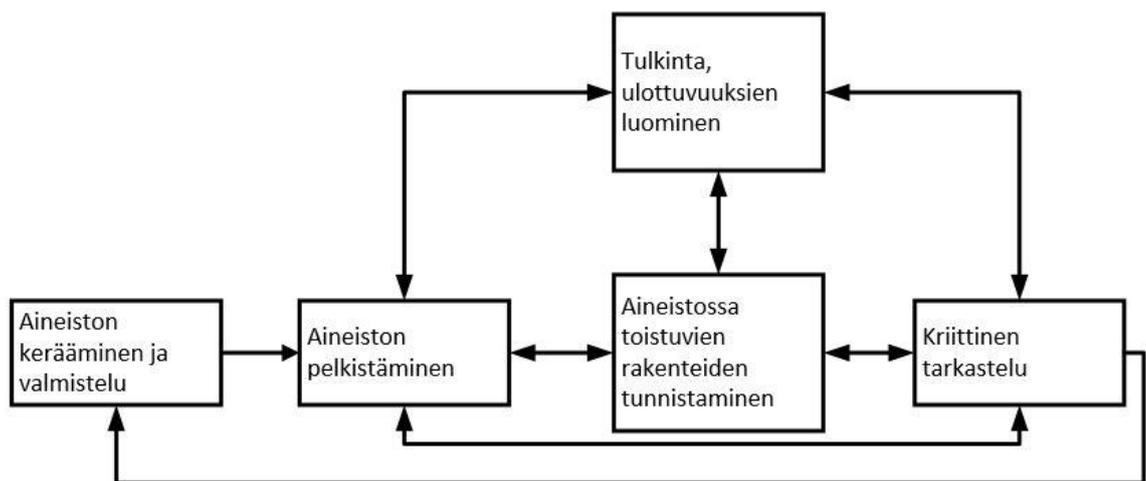 Tulkinta,
ulottuvuuksien
luominen
Aineiston
kerääminen ja
valmistelu
Aineiston
pelkistäminen
Aineistossa
toistuvien
rakenteiden
tunnistaminen
Kriittinen
tarkastelu